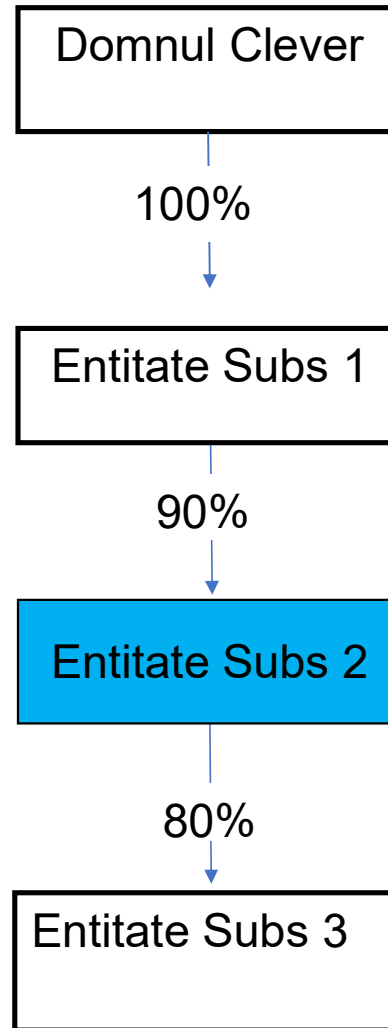 Domnul Clever
100%
Entitate Subs 1
90%
Entitate Subs 2
80%
Entitate Subs 3